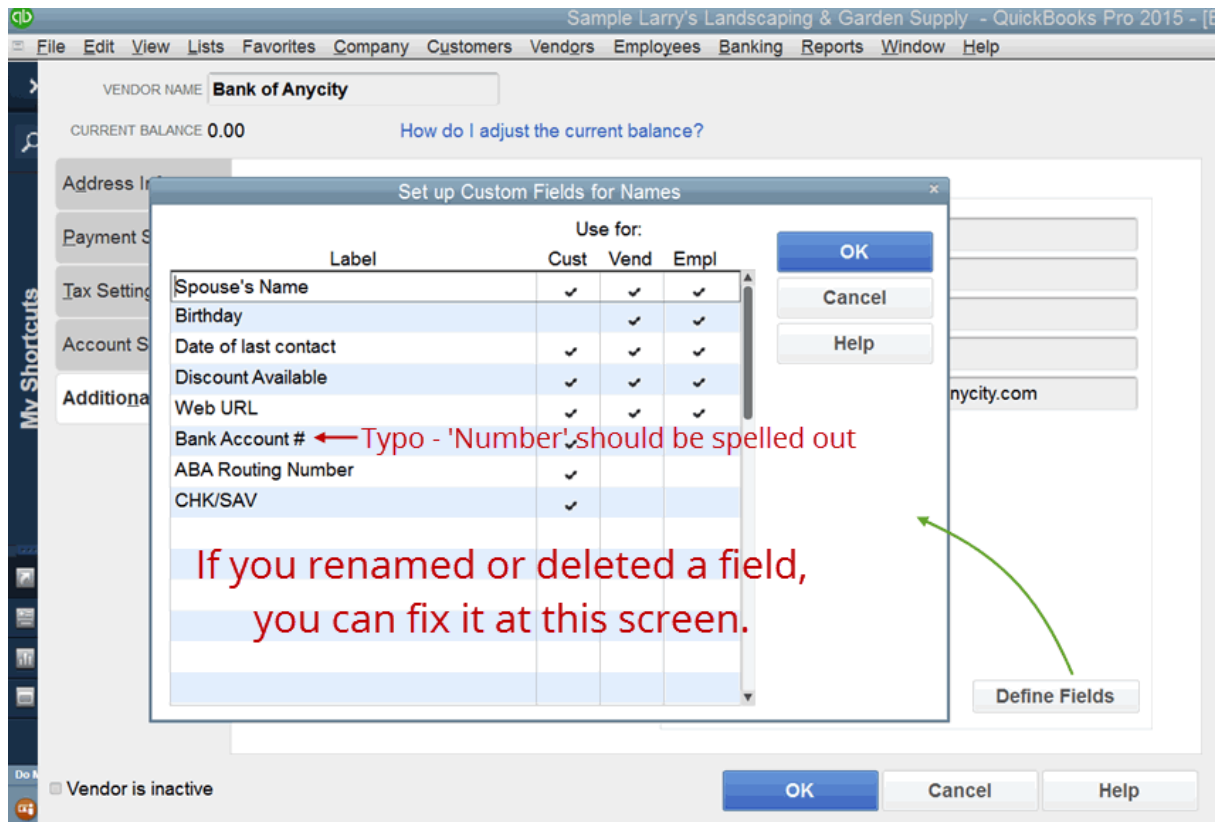 qb Sample Larry's Landscaping & Garden Supply - QuickBooks Pro 2015 - [E
File Edit View Lists Favorites Company Customers Vendors Employees Banking Reports Window Help
VENDOR NAME Bank of Anycity
CURRENT BALANCE 0.00 How do I adjust the current balance?
My Shortcuts
Address In
Payment S
Tax Setting
Account S
Additiona
Set up Custom Fields for Names
Use for:
Label Cust Vend Empl
Spouse's Name
Birthday
Date of last contact
Discount Available
Web URL
Bank Account # Typo - 'Number' should be spelled out
ABA Routing Number
CHK/SAV
If you renamed or deleted a field,
you can fix it at this screen.
OK
Cancel
Help
nycity.com
Define Fields
Do M
Vendor is inactive
OK Cancel Help